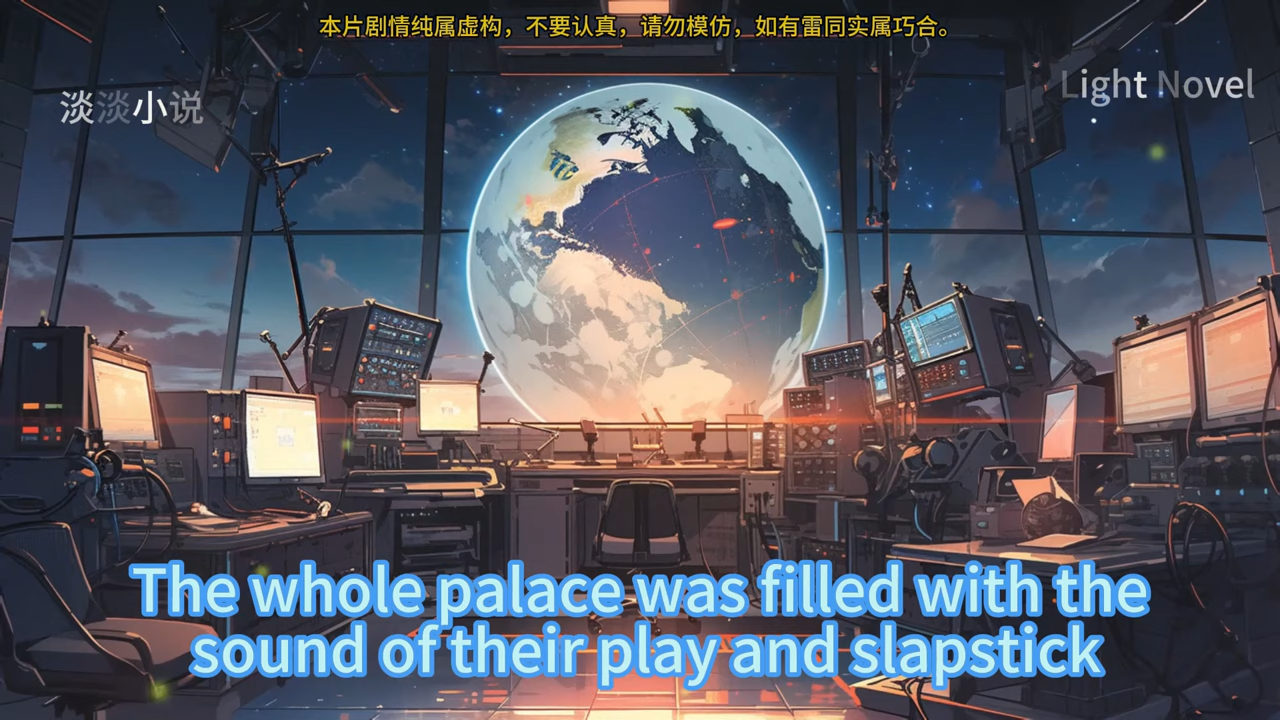 本片剧情纯属虚构，不要认真，请勿模仿，如有雷同实属巧合。
淡淡小说
Light Novel
The whole palace was filled with the
sound of their play and slapstick